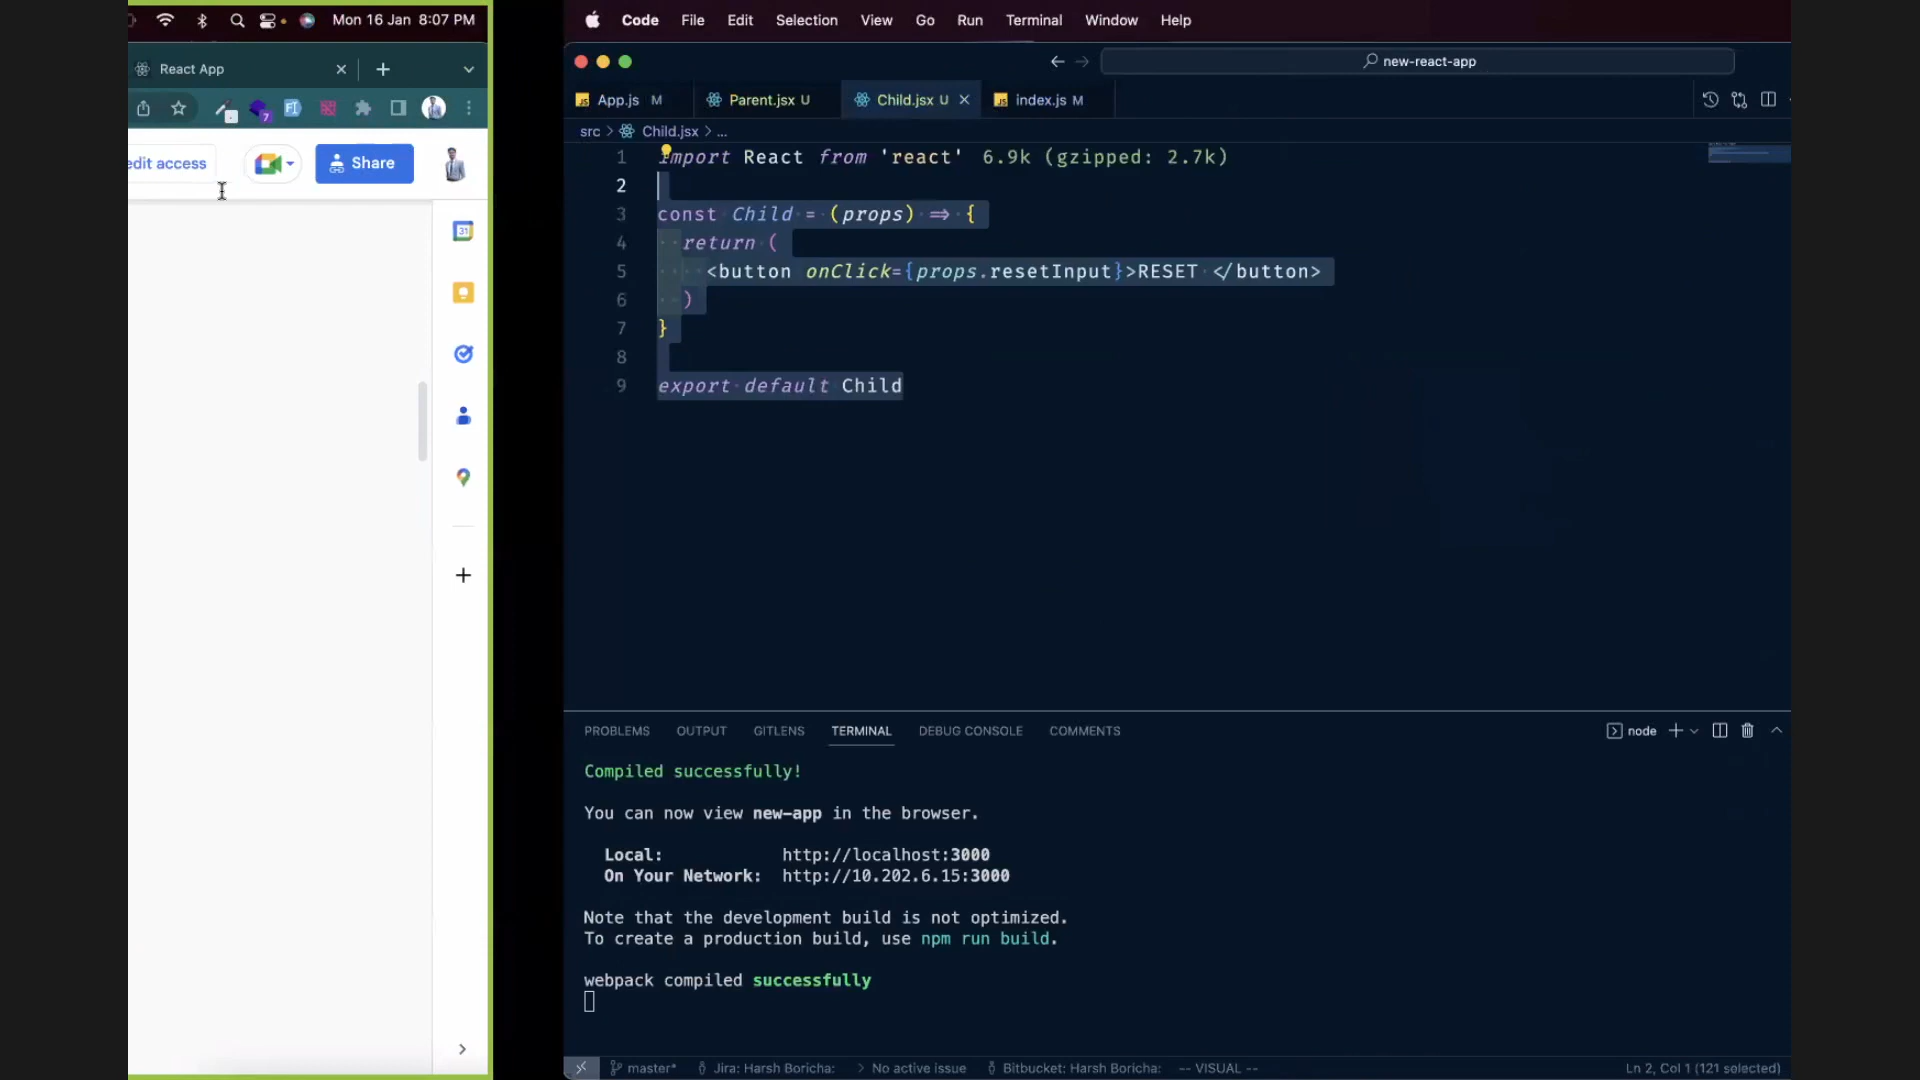 Mon 16 Jan 8:07 PM
React App
7
edit access
Share
31
Code File Edit Selection View Go Run Terminal Window Help
new-react-app
App.js M
Parent.jsx U
Child.jsx U
index.js M
src > Child.jsx > ...
1 import React from 'react' 6.9k (gzipped: 2.7k)
2
3 const Child = (props) => {
4 return (
5 <button onClick={props.resetInput}>RESET </button>
6 )
7 }
8
9 export default Child
PROBLEMS OUTPUT GITLENS TERMINAL DEBUG CONSOLE COMMENTS
node
Compiled successfully!
You can now view new-app in the browser.
Local: http://localhost:3000
On Your Network: http://10.202.6.15:3000
Note that the development build is not optimized.
To create a production build, use npm run build.
webpack compiled successfully
master* Jira: Harsh Boricha: > No active issue Bitbucket: Harsh Boricha: -- VISUAL -- Ln 2, Col 1 (121 selected)